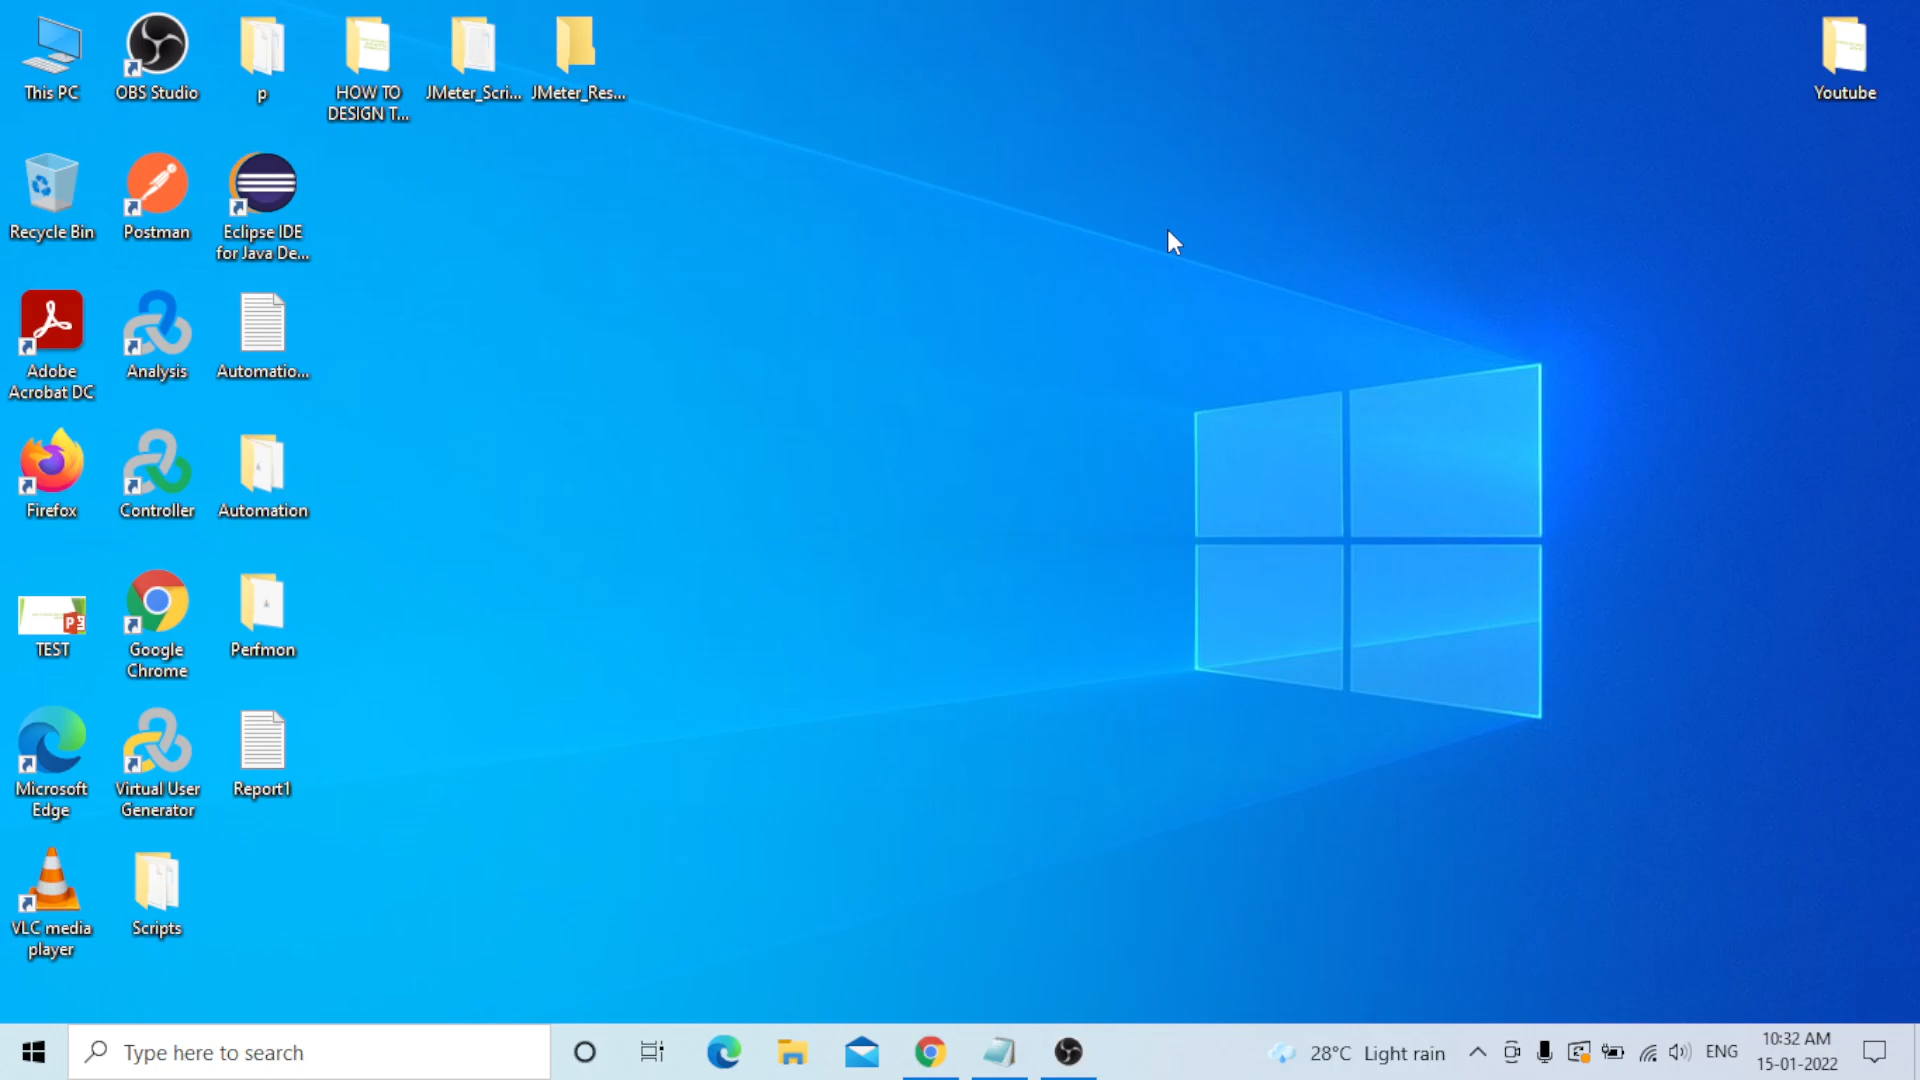 This PC
OBS Studio
p
HOW TO
DESIGN T...
JMeter_Scri...
JMeter_Res...
Youtube
Recycle Bin
Postman
Eclipse IDE
for Java De...
Adobe
Acrobat DC
Analysis
Automatio...
Firefox
Controller
Automation
TEST
Google
Chrome
Perfmon
Microsoft
Edge
Virtual User
Generator
Report1
VLC media
player
Scripts
Type here to search
28°C Light rain
ENG
10:32 AM
15-01-2022